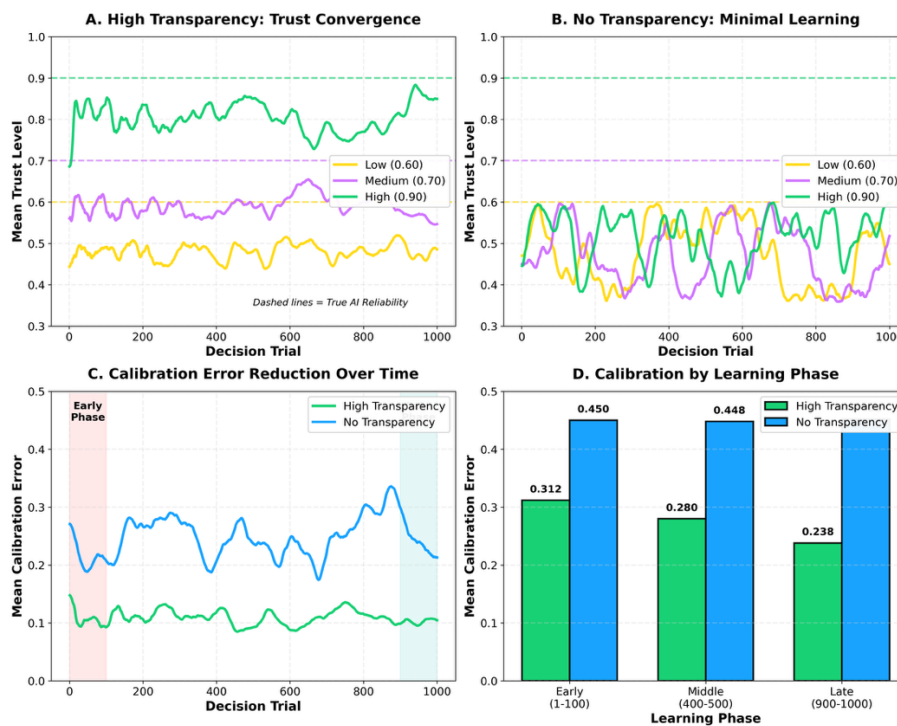 A. High Transparency: Trust Convergence
Mean Trust Level
1.0
0.9
0.8
0.7
0.6
0.5
0.4
0.3
Low (0.60)
Medium (0.70)
High (0.90)
Dashed lines = True AI Reliability
0 200 400 600 800 1000
Decision Trial
B. No Transparency: Minimal Learning
Mean Trust Level
1.0
0.9
0.8
0.7
0.6
0.5
0.4
0.3
Low (0.60)
Medium (0.70)
High (0.90)
0 200 400 600 800 100
Decision Trial
C. Calibration Error Reduction Over Time
Mean Calibration Error
0.5
0.4
0.3
0.2
0.1
0.0
Early
Phase
High Transparency
No Transparency
0 200 400 600 800 1000
Decision Trial
D. Calibration by Learning Phase
Mean Calibration Error
0.5
0.4
0.3
0.2
0.1
0.0
High Transparency
No Transparency
0.312
0.450
0.280
0.448
0.238
Early
(1-100)
Middle
(400-500)
Late
(900-1000)
Learning Phase